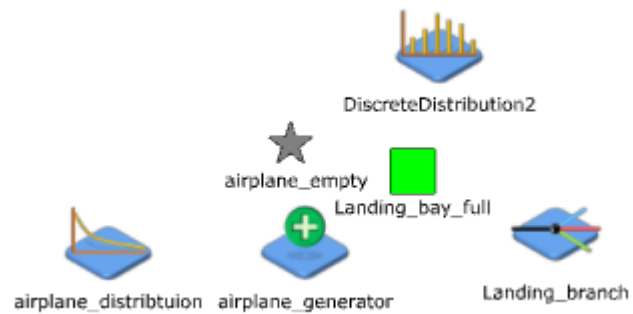 DiscreteDistribution2
airplane_empty
Landing_bay_full
airplane_distribtuion
airplane_generator
Landing_branch